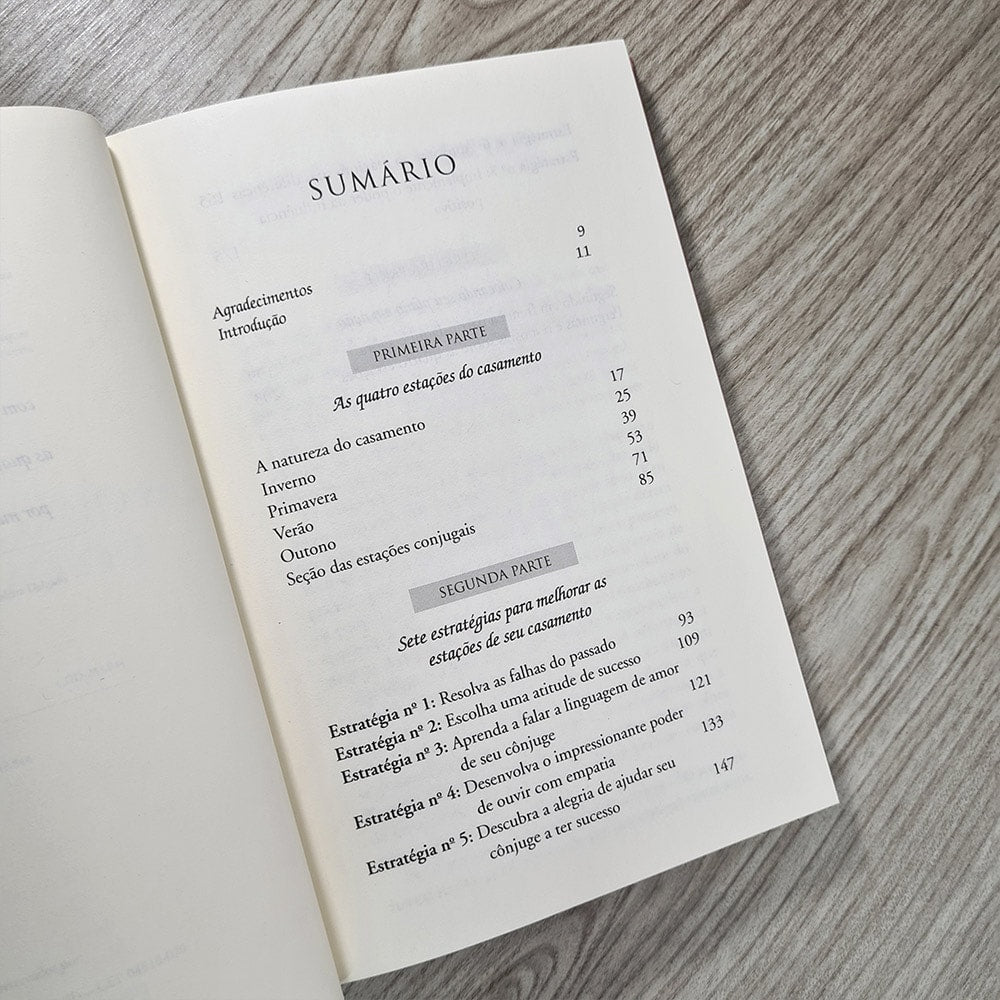 SUMÁRIO
Agradecimentos 9
Introdução 11
PRIMEIRA PARTE
As quatro estações do casamento
A natureza do casamento 17
Inverno 25
Primavera 39
Verão 53
Outono 71
Seção das estações conjugais 85
SEGUNDA PARTE
Sete estratégias para melhorar as
estações de seu casamento
Estratégia nº 1: Resolva as falhas do passado 93
Estratégia nº 2: Escolha uma atitude de sucesso 109
Estratégia nº 3: Aprenda a falar a linguagem de amor
de seu cônjuge 121
Estratégia nº 4: Desenvolva o impressionante poder
de ouvir com empatia 133
Estratégia nº 5: Descubra a alegria de ajudar seu
cônjuge a ter sucesso 147